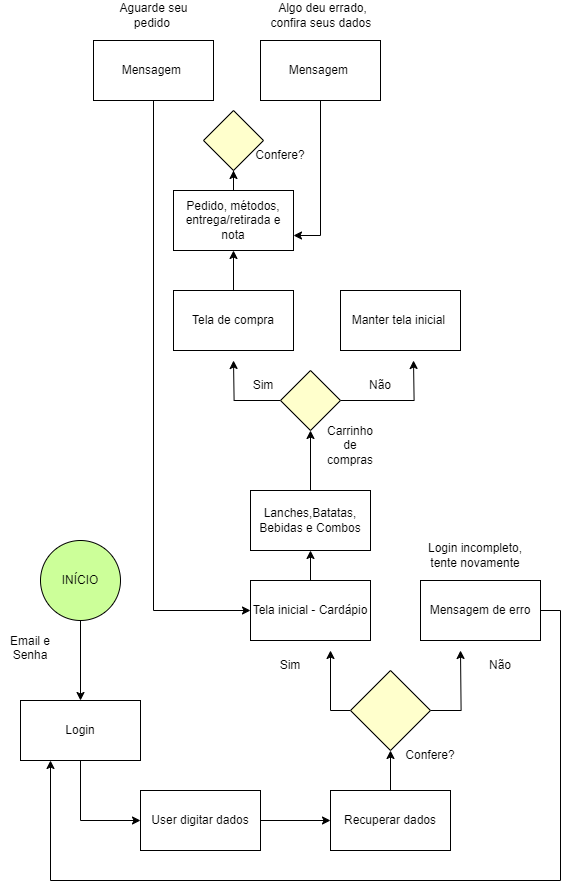 Aguarde seu
pedido
Algo deu errado,
confira seus dados
Mensagem
Mensagem
Confere?
Pedido, métodos,
entrega/retirada e
nota
Tela de compra
Manter tela inicial
Sim
Não
Carrinho
de
compras
Lanches,Batatas,
Bebidas e Combos
Login incompleto,
tente novamente
INÍCIO
Tela inicial - Cardápio
Mensagem de erro
Email e
Senha
Sim
Não
Login
Confere?
User digitar dados
Recuperar dados